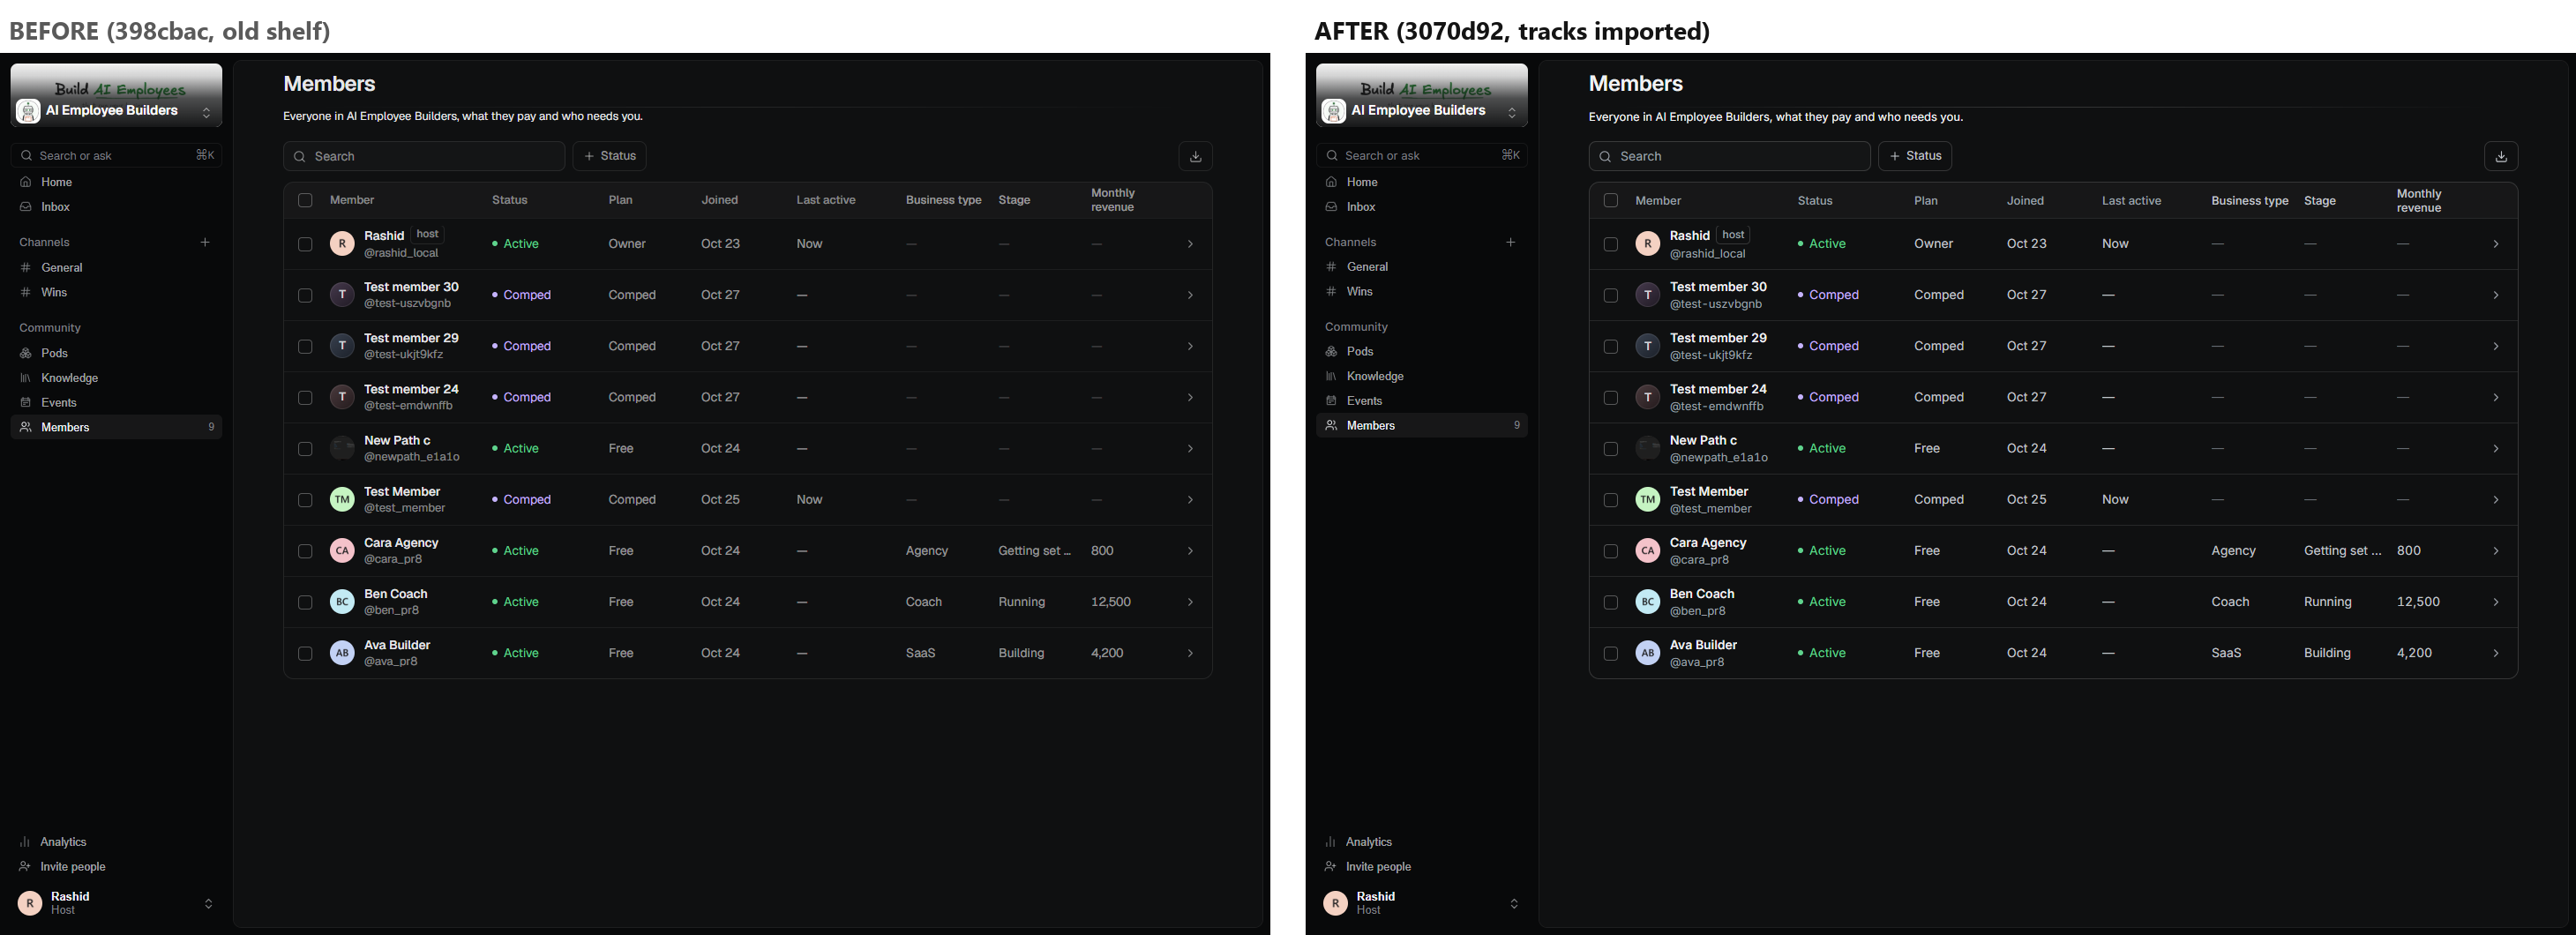 BEFORE (398cbac, old shelf)
Build AI Employees
AI Employee Builders
Search or ask ⌘K
Home
Inbox
Channels
General
Wins
Community
Pods
Knowledge
Events
Members 9
Analytics
Invite people
R Rashid
Host
Members
Everyone in AI Employee Builders, what they pay and who needs you.
Search + Status
Member Status Plan Joined Last active Business type Stage Monthly revenue
R Rashid host @rashid_local Active Owner Oct 23 Now — — —
T Test member 30 @test-uszvbgnb Comped Comped Oct 27 — — — —
T Test member 29 @test-ukjt9kfz Comped Comped Oct 27 — — — —
T Test member 24 @test-emdwnffb Comped Comped Oct 27 — — — —
New Path c @newpath_e1a1o Active Free Oct 24 — — — —
TM Test Member @test_member Comped Comped Oct 25 Now — — —
CA Cara Agency @cara_pr8 Active Free Oct 24 — Agency Getting set ... 800
BC Ben Coach @ben_pr8 Active Free Oct 24 — Coach Running 12,500
AB Ava Builder @ava_pr8 Active Free Oct 24 — SaaS Building 4,200
AFTER (3070d92, tracks imported)
Build AI Employees
AI Employee Builders
Search or ask ⌘K
Home
Inbox
Channels
General
Wins
Community
Pods
Knowledge
Events
Members 9
Analytics
Invite people
R Rashid
Host
Members
Everyone in AI Employee Builders, what they pay and who needs you.
Search + Status
Member Status Plan Joined Last active Business type Stage Monthly revenue
R Rashid host @rashid_local Active Owner Oct 23 Now — — —
T Test member 30 @test-uszvbgnb Comped Comped Oct 27 — — — —
T Test member 29 @test-ukjt9kfz Comped Comped Oct 27 — — — —
T Test member 24 @test-emdwnffb Comped Comped Oct 27 — — — —
New Path c @newpath_e1a1o Active Free Oct 24 — — — —
TM Test Member @test_member Comped Comped Oct 25 Now — — —
CA Cara Agency @cara_pr8 Active Free Oct 24 — Agency Getting set ... 800
BC Ben Coach @ben_pr8 Active Free Oct 24 — Coach Running 12,500
AB Ava Builder @ava_pr8 Active Free Oct 24 — SaaS Building 4,200